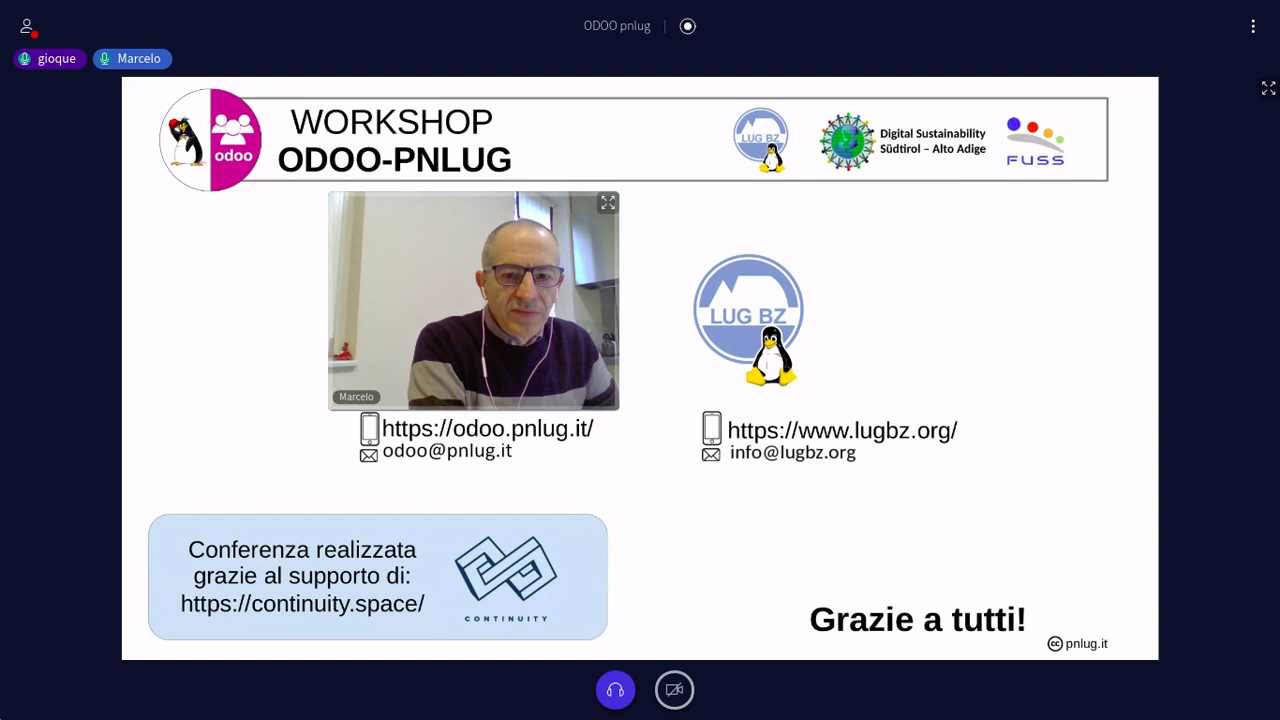 ODOO pnlug
gioque
Marcelo
WORKSHOP
ODOO-PNLUG
odoo
LUG BZ
Digital Sustainability
Südtirol – Alto Adige
FUSS
Marcelo
LUG BZ
https://odoo.pnlug.it/
odoo@pnlug.it
https://www.lugbz.org/
info@lugbz.org
Conferenza realizzata
grazie al supporto di:
https://continuity.space/
CONTINUITY
Grazie a tutti!
cc pnlug.it